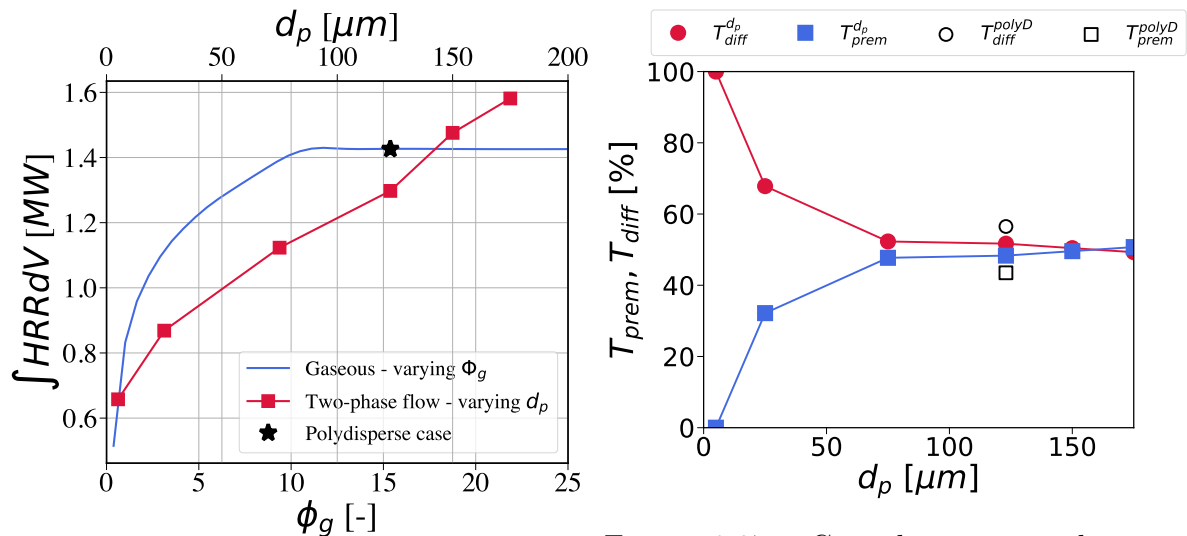 d_p [μm]
0 50 100 150 200
1.6
1.4
1.2
1.0
0.8
0.6
∫HRRdV [MW]
Gaseous - varying Φ_g
Two-phase flow - varying d_p
Polydisperse case
0 5 10 15 20 25
ϕ_g [-]
T_diff^{d_p} T_prem^{d_p} T_diff^{polyD} T_prem^{polyD}
100
80
60
40
20
0
T_prem, T_diff [%]
0 50 100 150
d_p [μm]